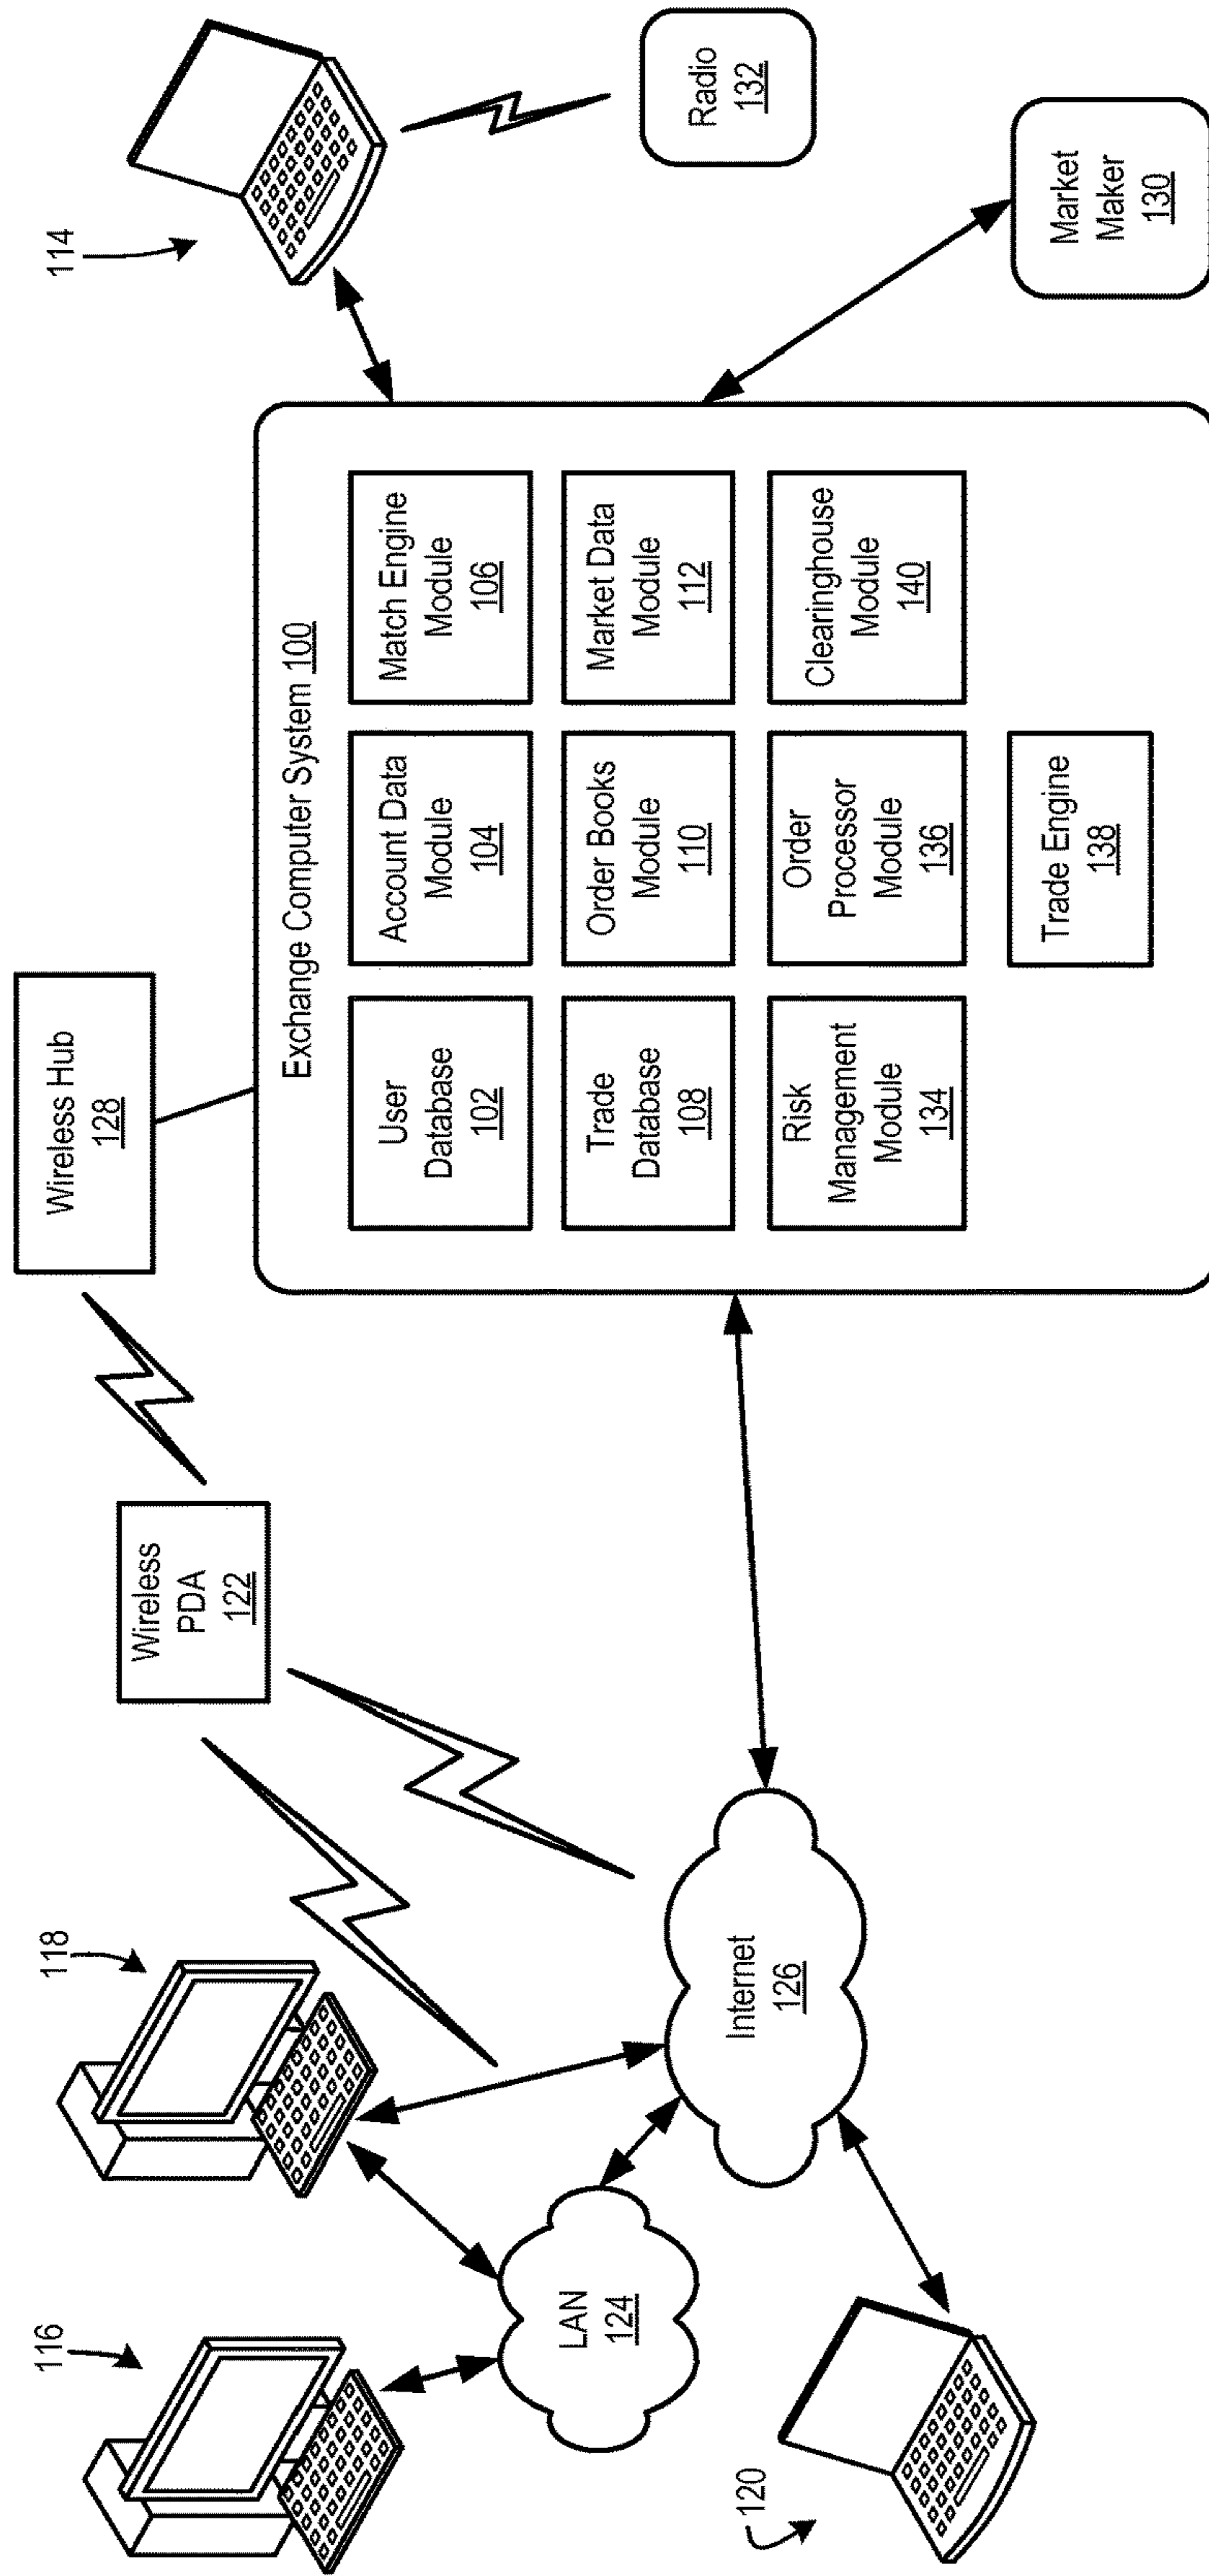 116
118
Wireless
PDA
122
Wireless Hub
128
114
LAN
124
Internet
126
120
Exchange Computer System 100
User
Database
102
Account Data
Module
104
Match Engine
Module
106
Trade
Database
108
Order Books
Module
110
Market Data
Module
112
Risk
Management
Module
134
Order
Processor
Module
136
Clearinghouse
Module
140
Trade Engine
138
Radio
132
Market
Maker
130